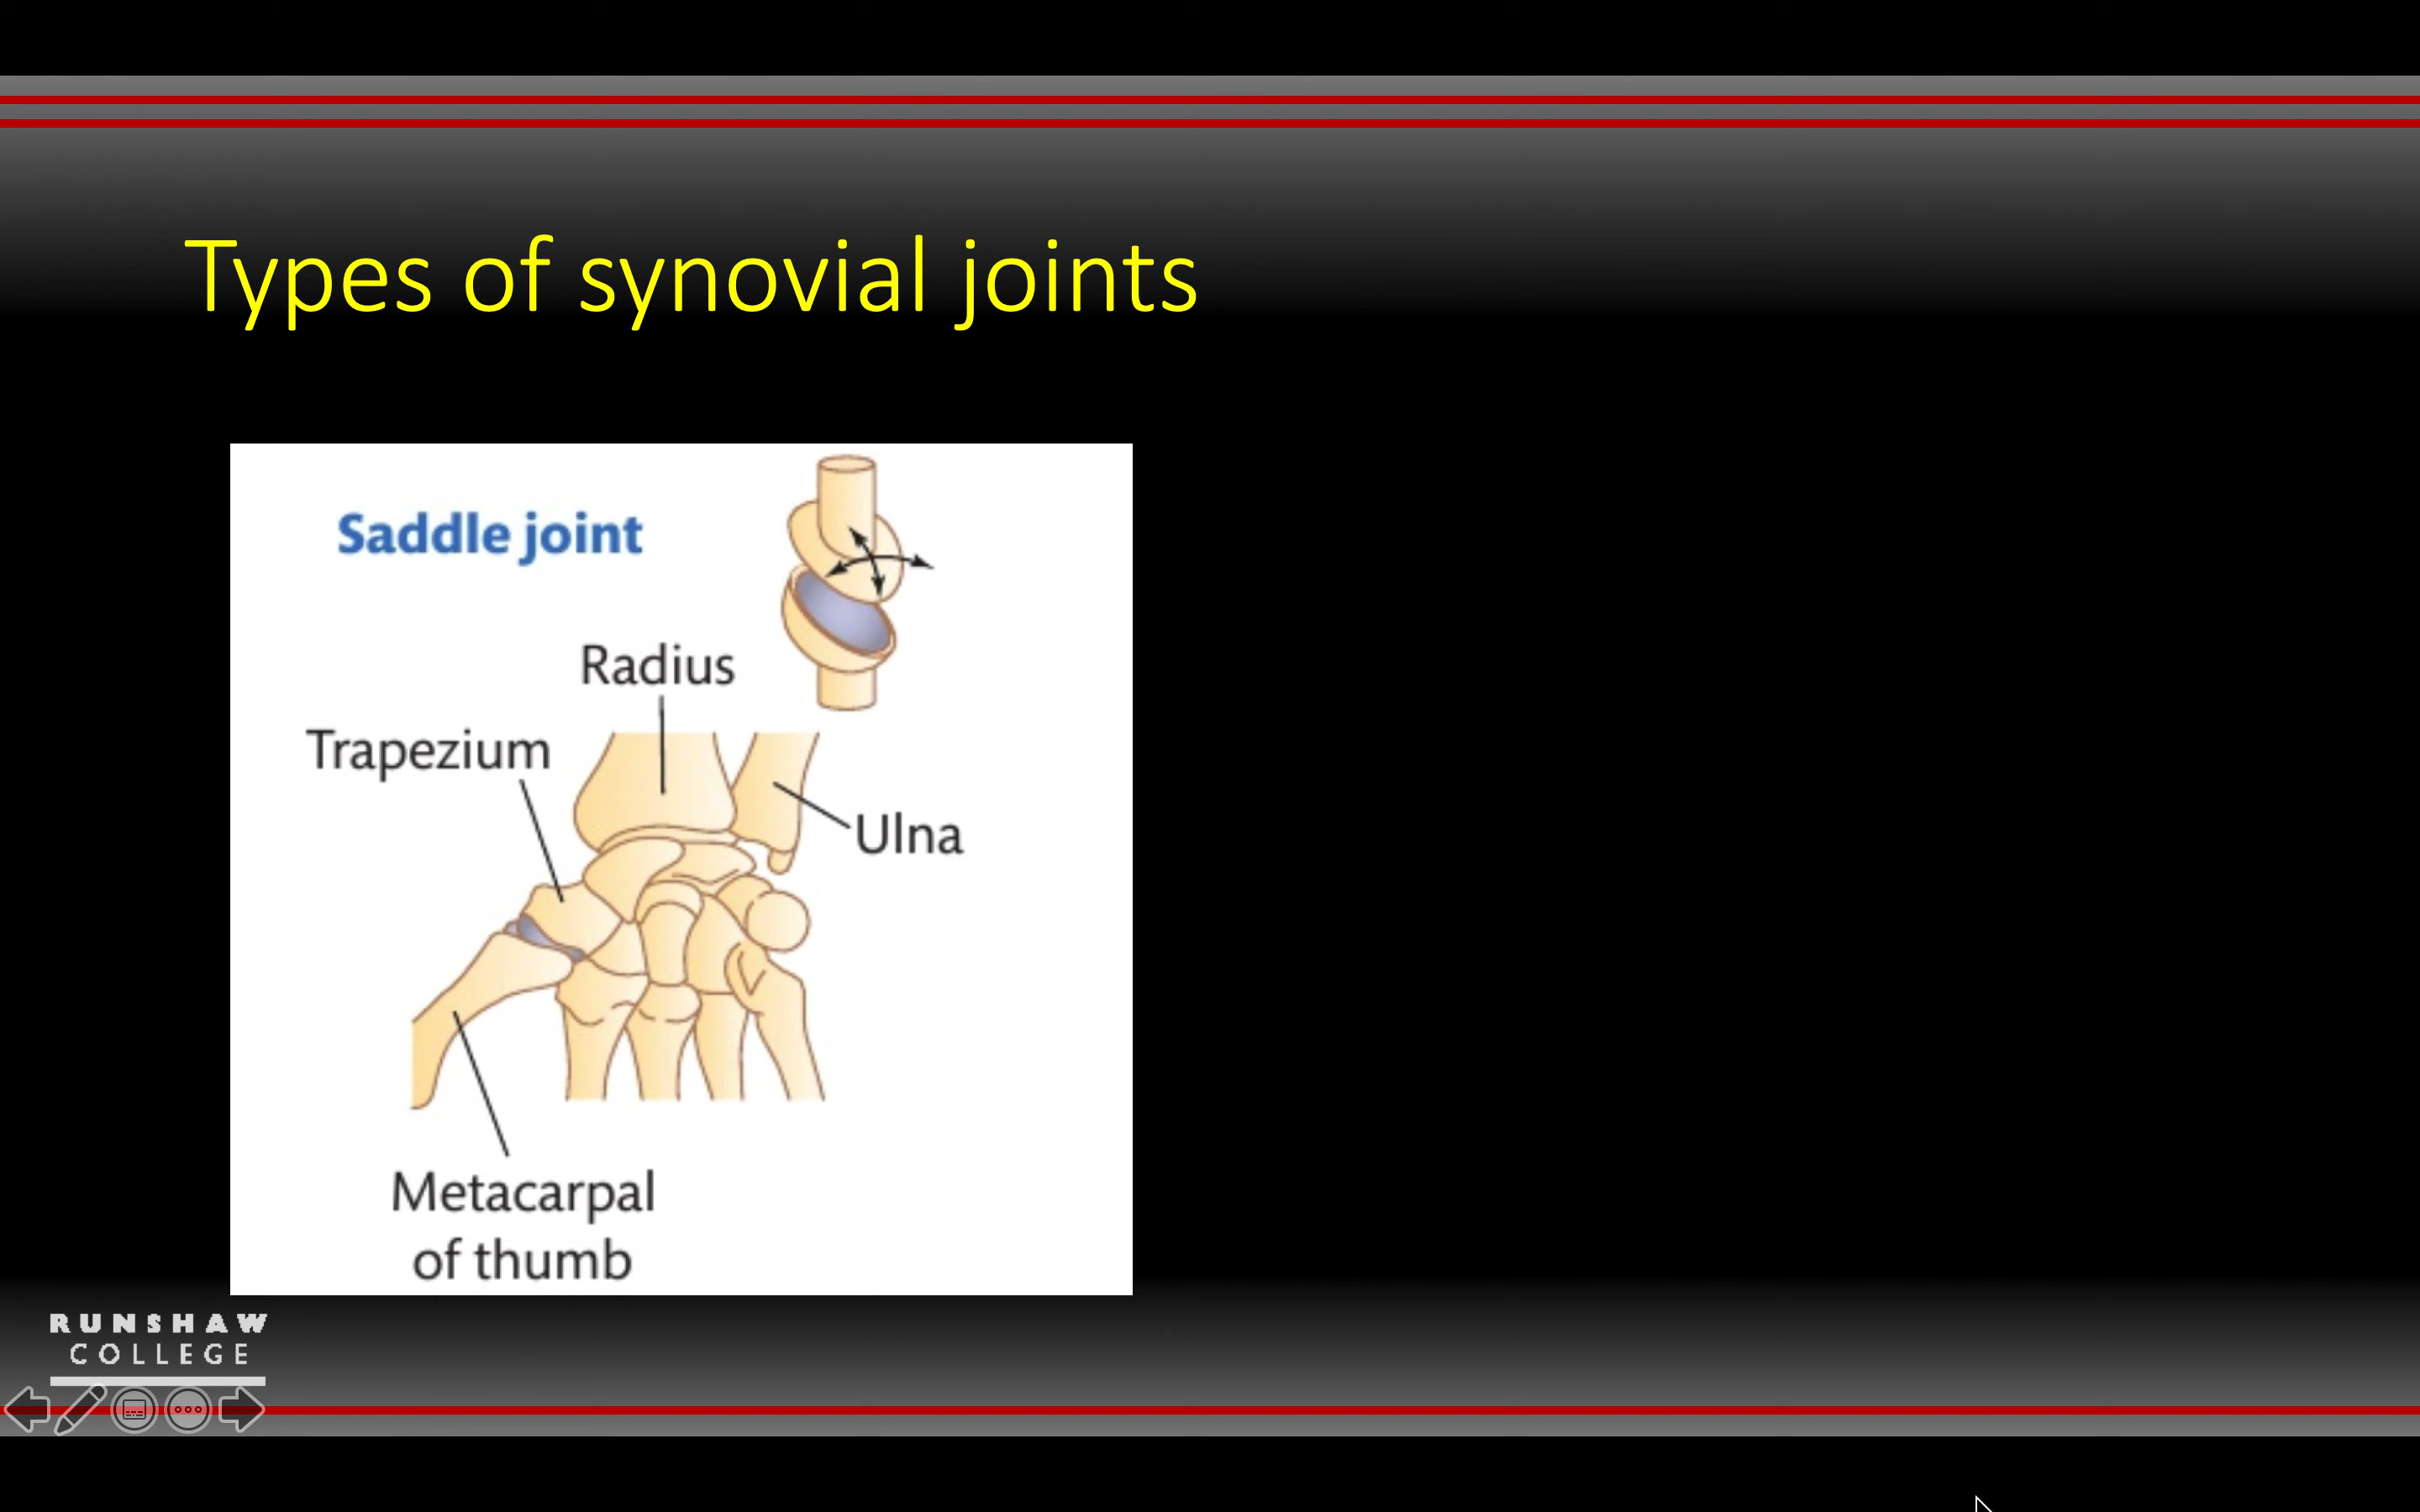 Types of synovial joints
Saddle joint
Radius
Trapezium
Ulna
Metacarpal
of thumb
RUNSHAW
COLLEGE